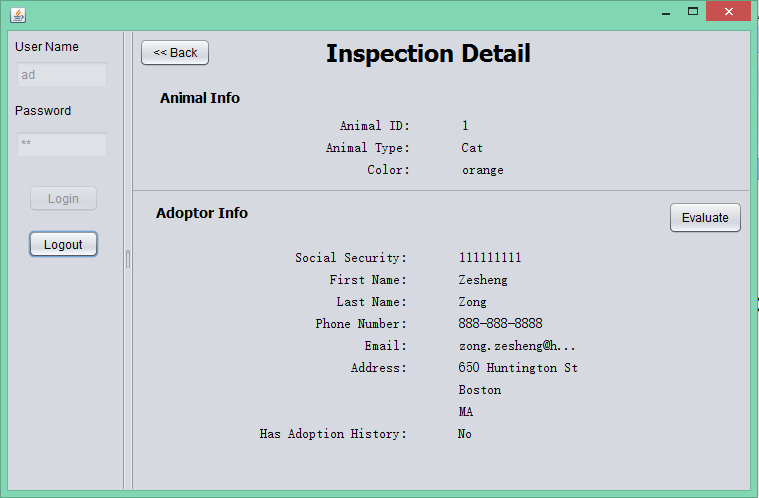 User Name
ad
Password
**
Login
Logout
<< Back
Inspection Detail
Animal Info
Animal ID: 1
Animal Type: Cat
Color: orange
Adoptor Info
Evaluate
Social Security: 111111111
First Name: Zesheng
Last Name: Zong
Phone Number: 888-888-8888
Email: zong.zesheng@h...
Address: 650 Huntington St
Boston
MA
Has Adoption History: No